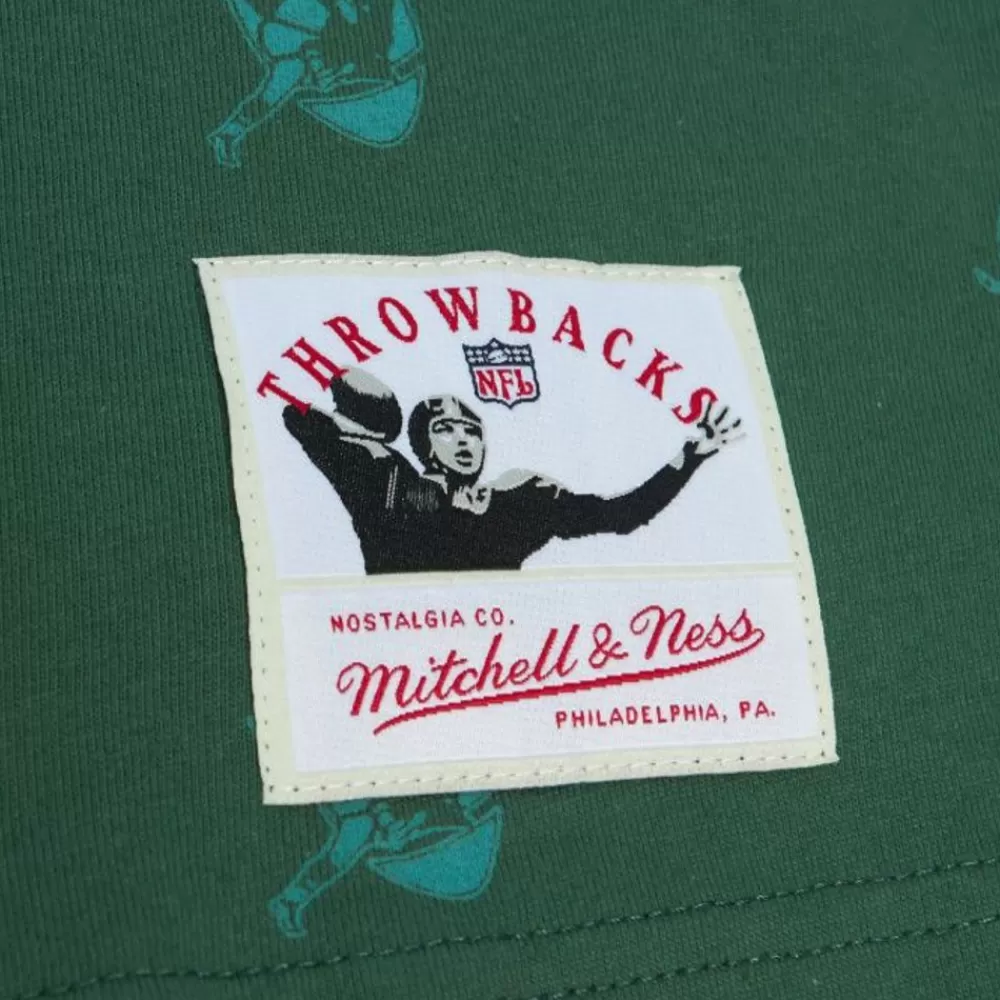 THROWBACKS
NFL
NOSTALGIA CO.
Mitchell & Ness
PHILADELPHIA, PA.